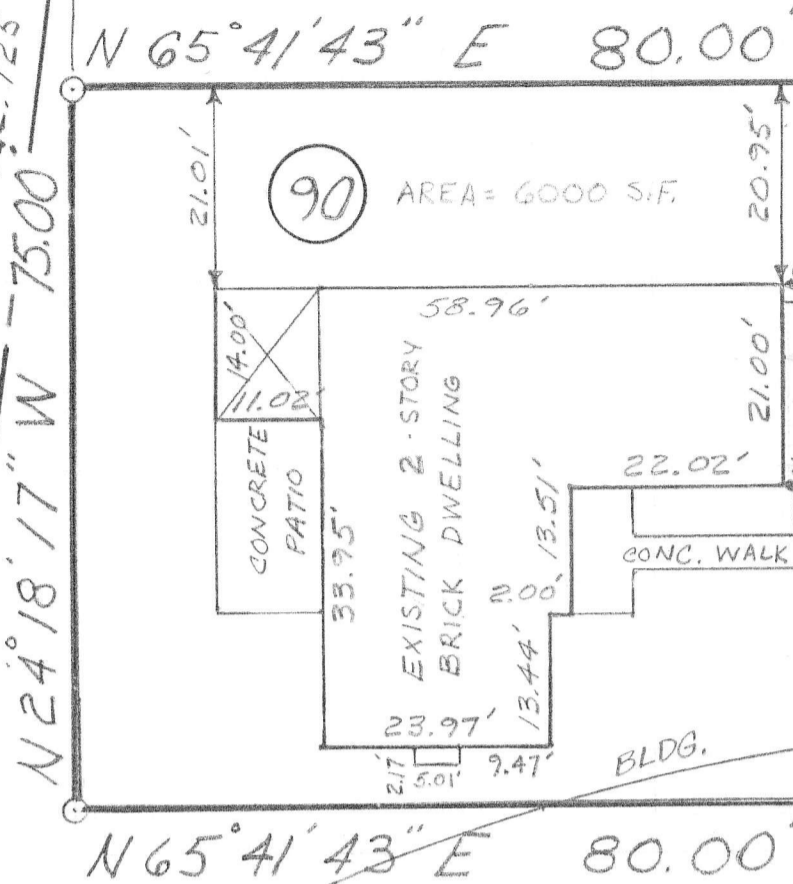 N 65°41'43" E 80.00'
21.01'
90
AREA = 6000 S.F.
20.95'
N 24°18'17" W - 75.00'
58.96'
14.00'
11.02'
21.00'
CONCRETE
PATIO
33.95'
EXISTING 2-STORY
BRICK DWELLING
22.02'
13.51'
CONC. WALK
2.00'
13.44'
23.97'
2.17'
5.01'
9.47'
BLDG.
N 65°41'43" E 80.00'